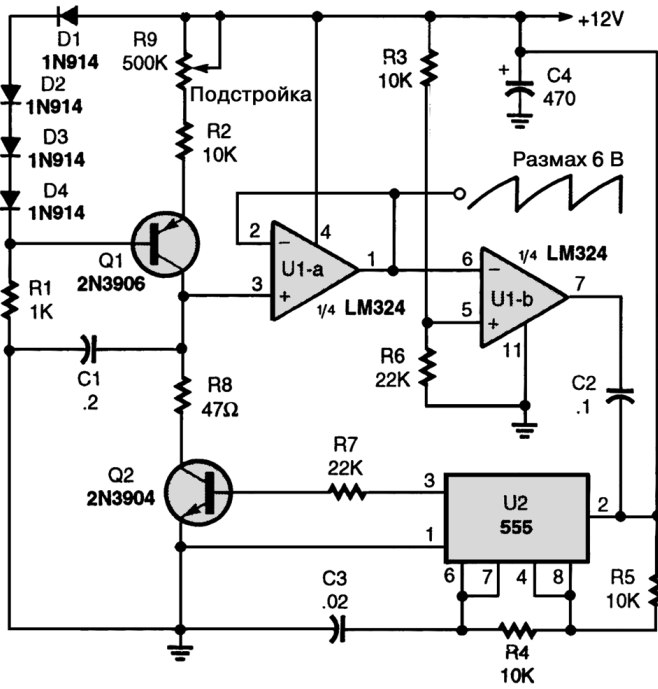 D1
1N914
R9
500K
Подстройка
R3
10K
+12V
+
C4
470
D2
1N914
D3
1N914
D4
1N914
R2
10K
Размах 6 В
Q1
2N3906
2
−
4
U1-a
1
3
+
1/4 LM324
6
−
1/4 LM324
U1-b
7
5
+
11
R1
1K
C1
.2
R8
47Ω
R6
22K
C2
.1
Q2
2N3904
R7
22K
3
U2
555
2
1
6
7
4
8
C3
.02
R4
10K
R5
10K